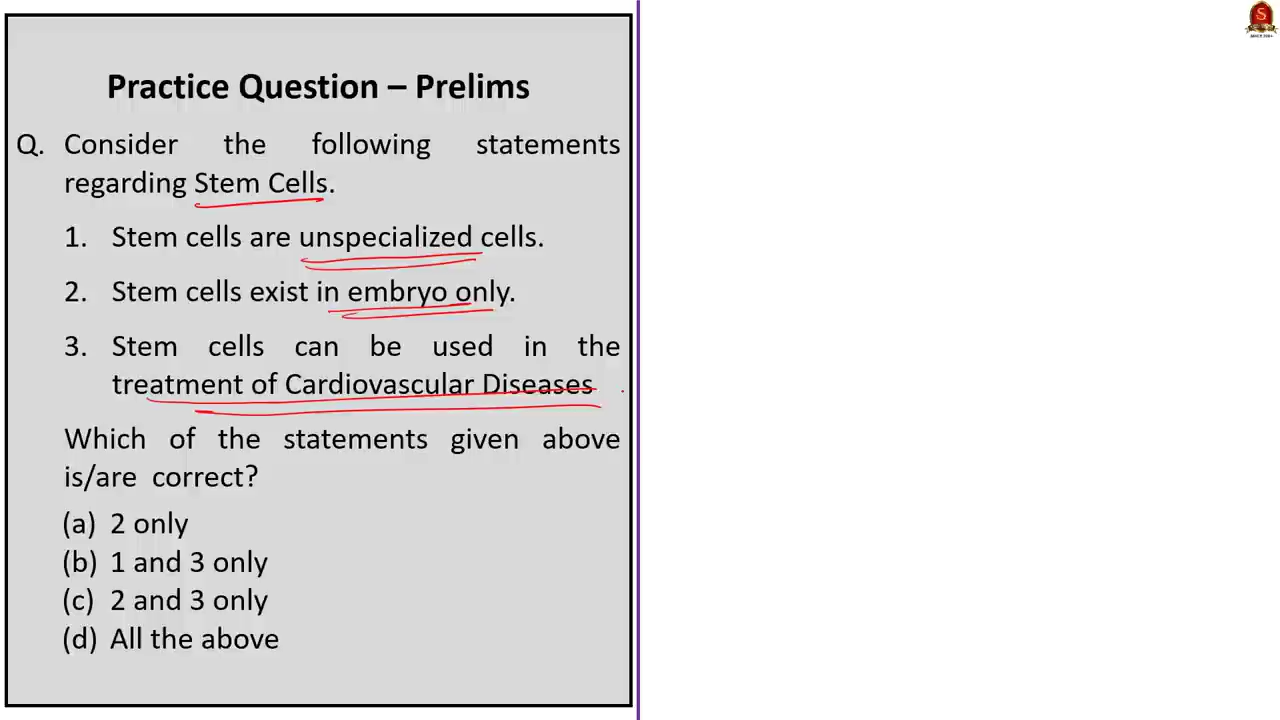 Practice Question – Prelims
Q. Consider the following statements
regarding Stem Cells.
1. Stem cells are unspecialized cells.
2. Stem cells exist in embryo only.
3. Stem cells can be used in the
treatment of Cardiovascular Diseases
Which of the statements given above
is/are correct?
(a) 2 only
(b) 1 and 3 only
(c) 2 and 3 only
(d) All the above
S